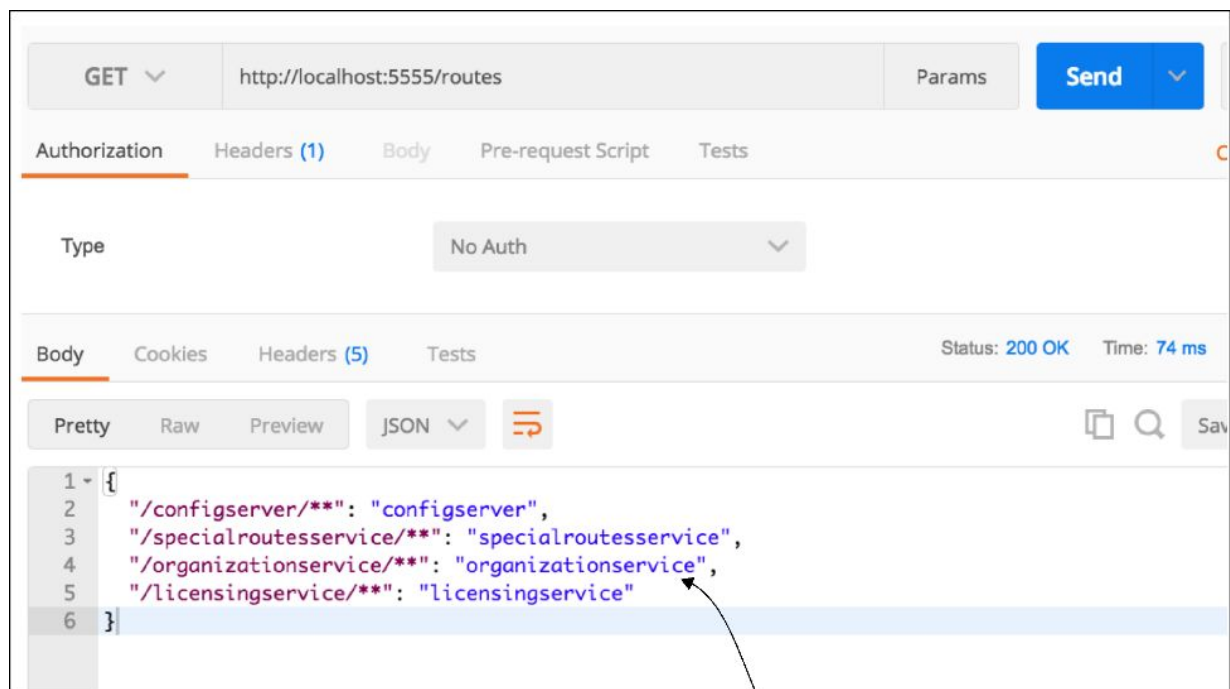 GET http://localhost:5555/routes Params Send
Authorization Headers (1) Body Pre-request Script Tests
Type No Auth
Body Cookies Headers (5) Tests Status: 200 OK Time: 74 ms
Pretty Raw Preview JSON
1 {
2 "/configserver/**": "configserver",
3 "/specialroutesservice/**": "specialroutesservice",
4 "/organizationservice/**": "organizationservice",
5 "/licensingservice/**": "licensingservice"
6 }